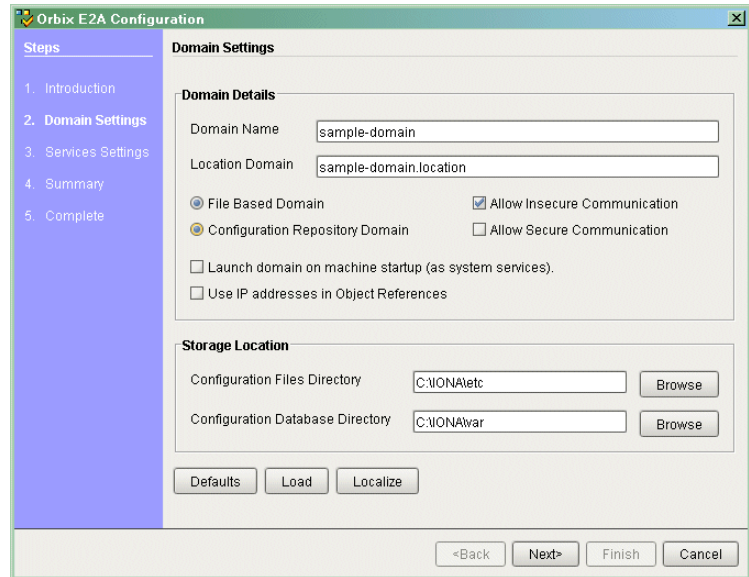 Orbix E2A Configuration
Steps
1. Introduction
2. Domain Settings
3. Services Settings
4. Summary
5. Complete
Domain Settings
Domain Details
Domain Name
sample-domain
Location Domain
sample-domain.location
File Based Domain
Allow Insecure Communication
Configuration Repository Domain
Allow Secure Communication
Launch domain on machine startup (as system services).
Use IP addresses in Object References
Storage Location
Configuration Files Directory
C:\IONA\etc
Browse
Configuration Database Directory
C:\IONA\var
Browse
Defaults
Load
Localize
<Back
Next>
Finish
Cancel